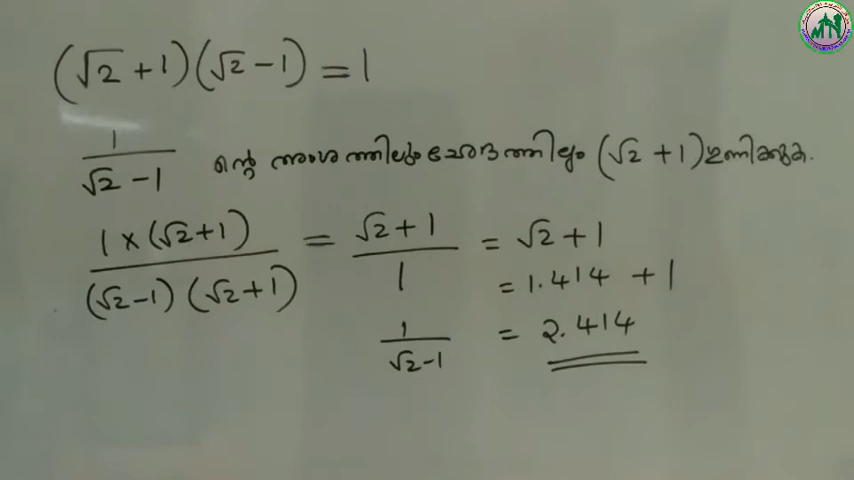 (√2 + 1)(√2 - 1) = 1
1/(√2 - 1) ന്റെ അംശത്തിലും ഛേദത്തിലും (√2 + 1) ഗുണിക്കുക.
1 × (√2+1)/(√2-1)(√2+1) = √2+1/1 = √2+1
= 1.414 + 1
1/(√2-1) = 2.414